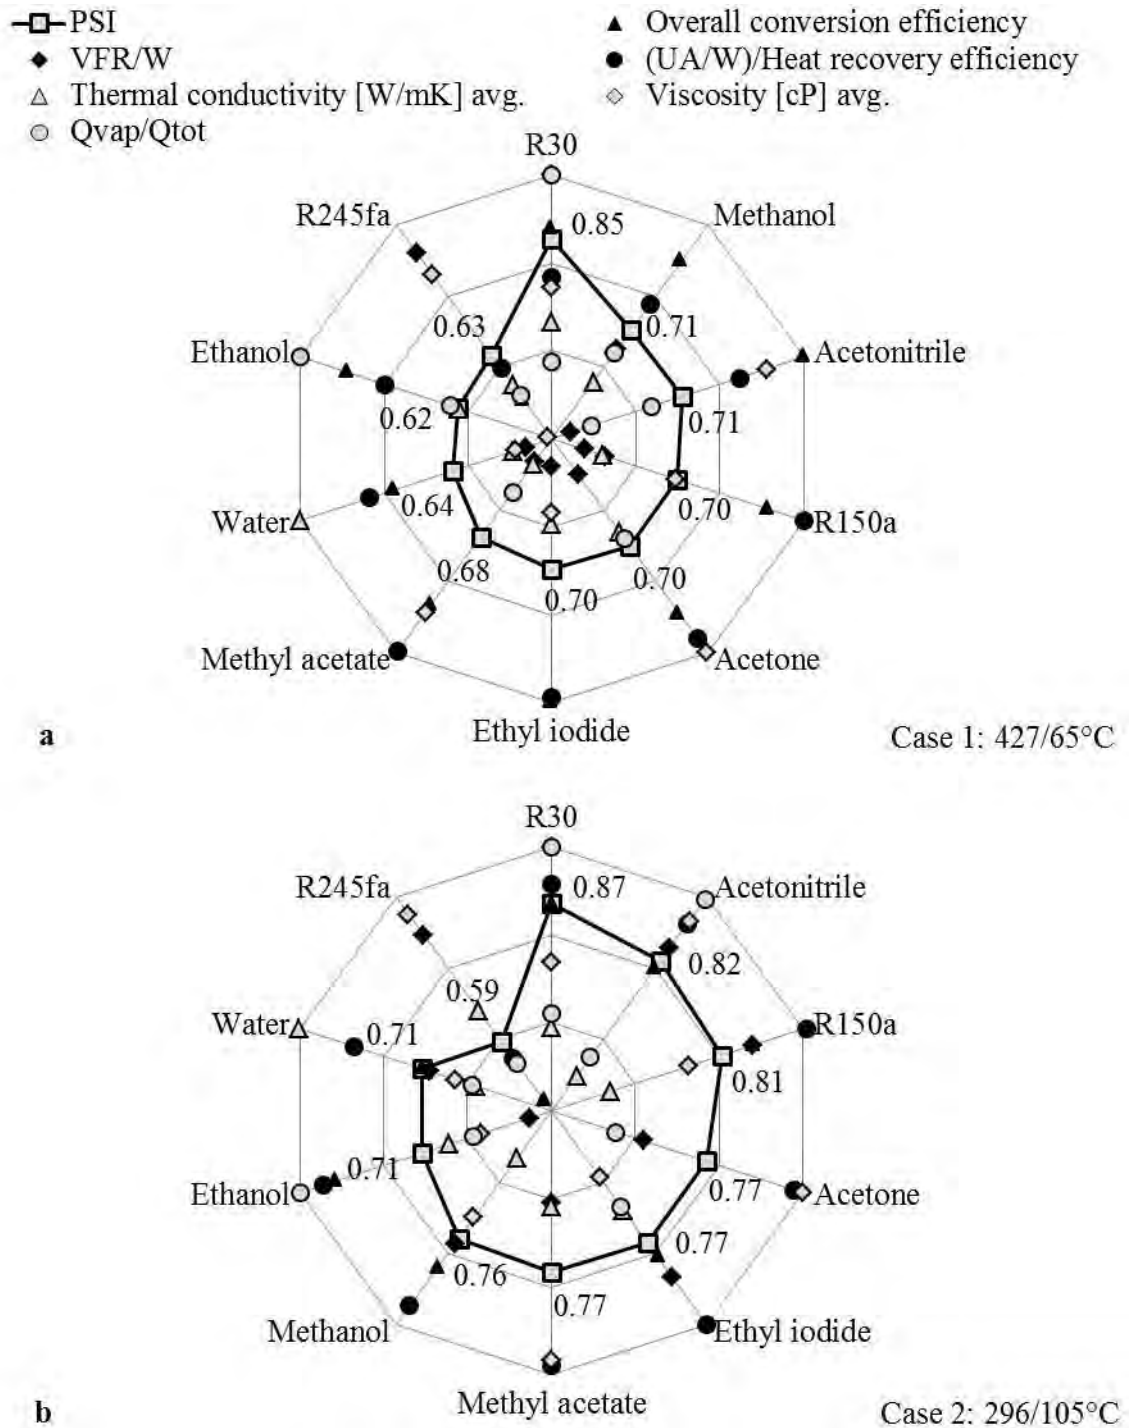 PSI
Overall conversion efficiency
VFR/W
(UA/W)/Heat recovery efficiency
Thermal conductivity [W/mK] avg.
Viscosity [cP] avg.
Qvap/Qtot
R30
R245fa
Methanol
0.85
0.63
0.71
Ethanol
Acetonitrile
0.62
0.71
0.64
0.70
Water
R150a
0.68
0.70
0.70
Methyl acetate
Acetone
Ethyl iodide
a
Case 1: 427/65°C
R30
R245fa
Acetonitrile
0.87
0.82
0.59
Water
0.71
R150a
0.81
0.71
0.77
Ethanol
Acetone
0.77
0.76
0.77
Methanol
Ethyl iodide
Methyl acetate
b
Case 2: 296/105°C